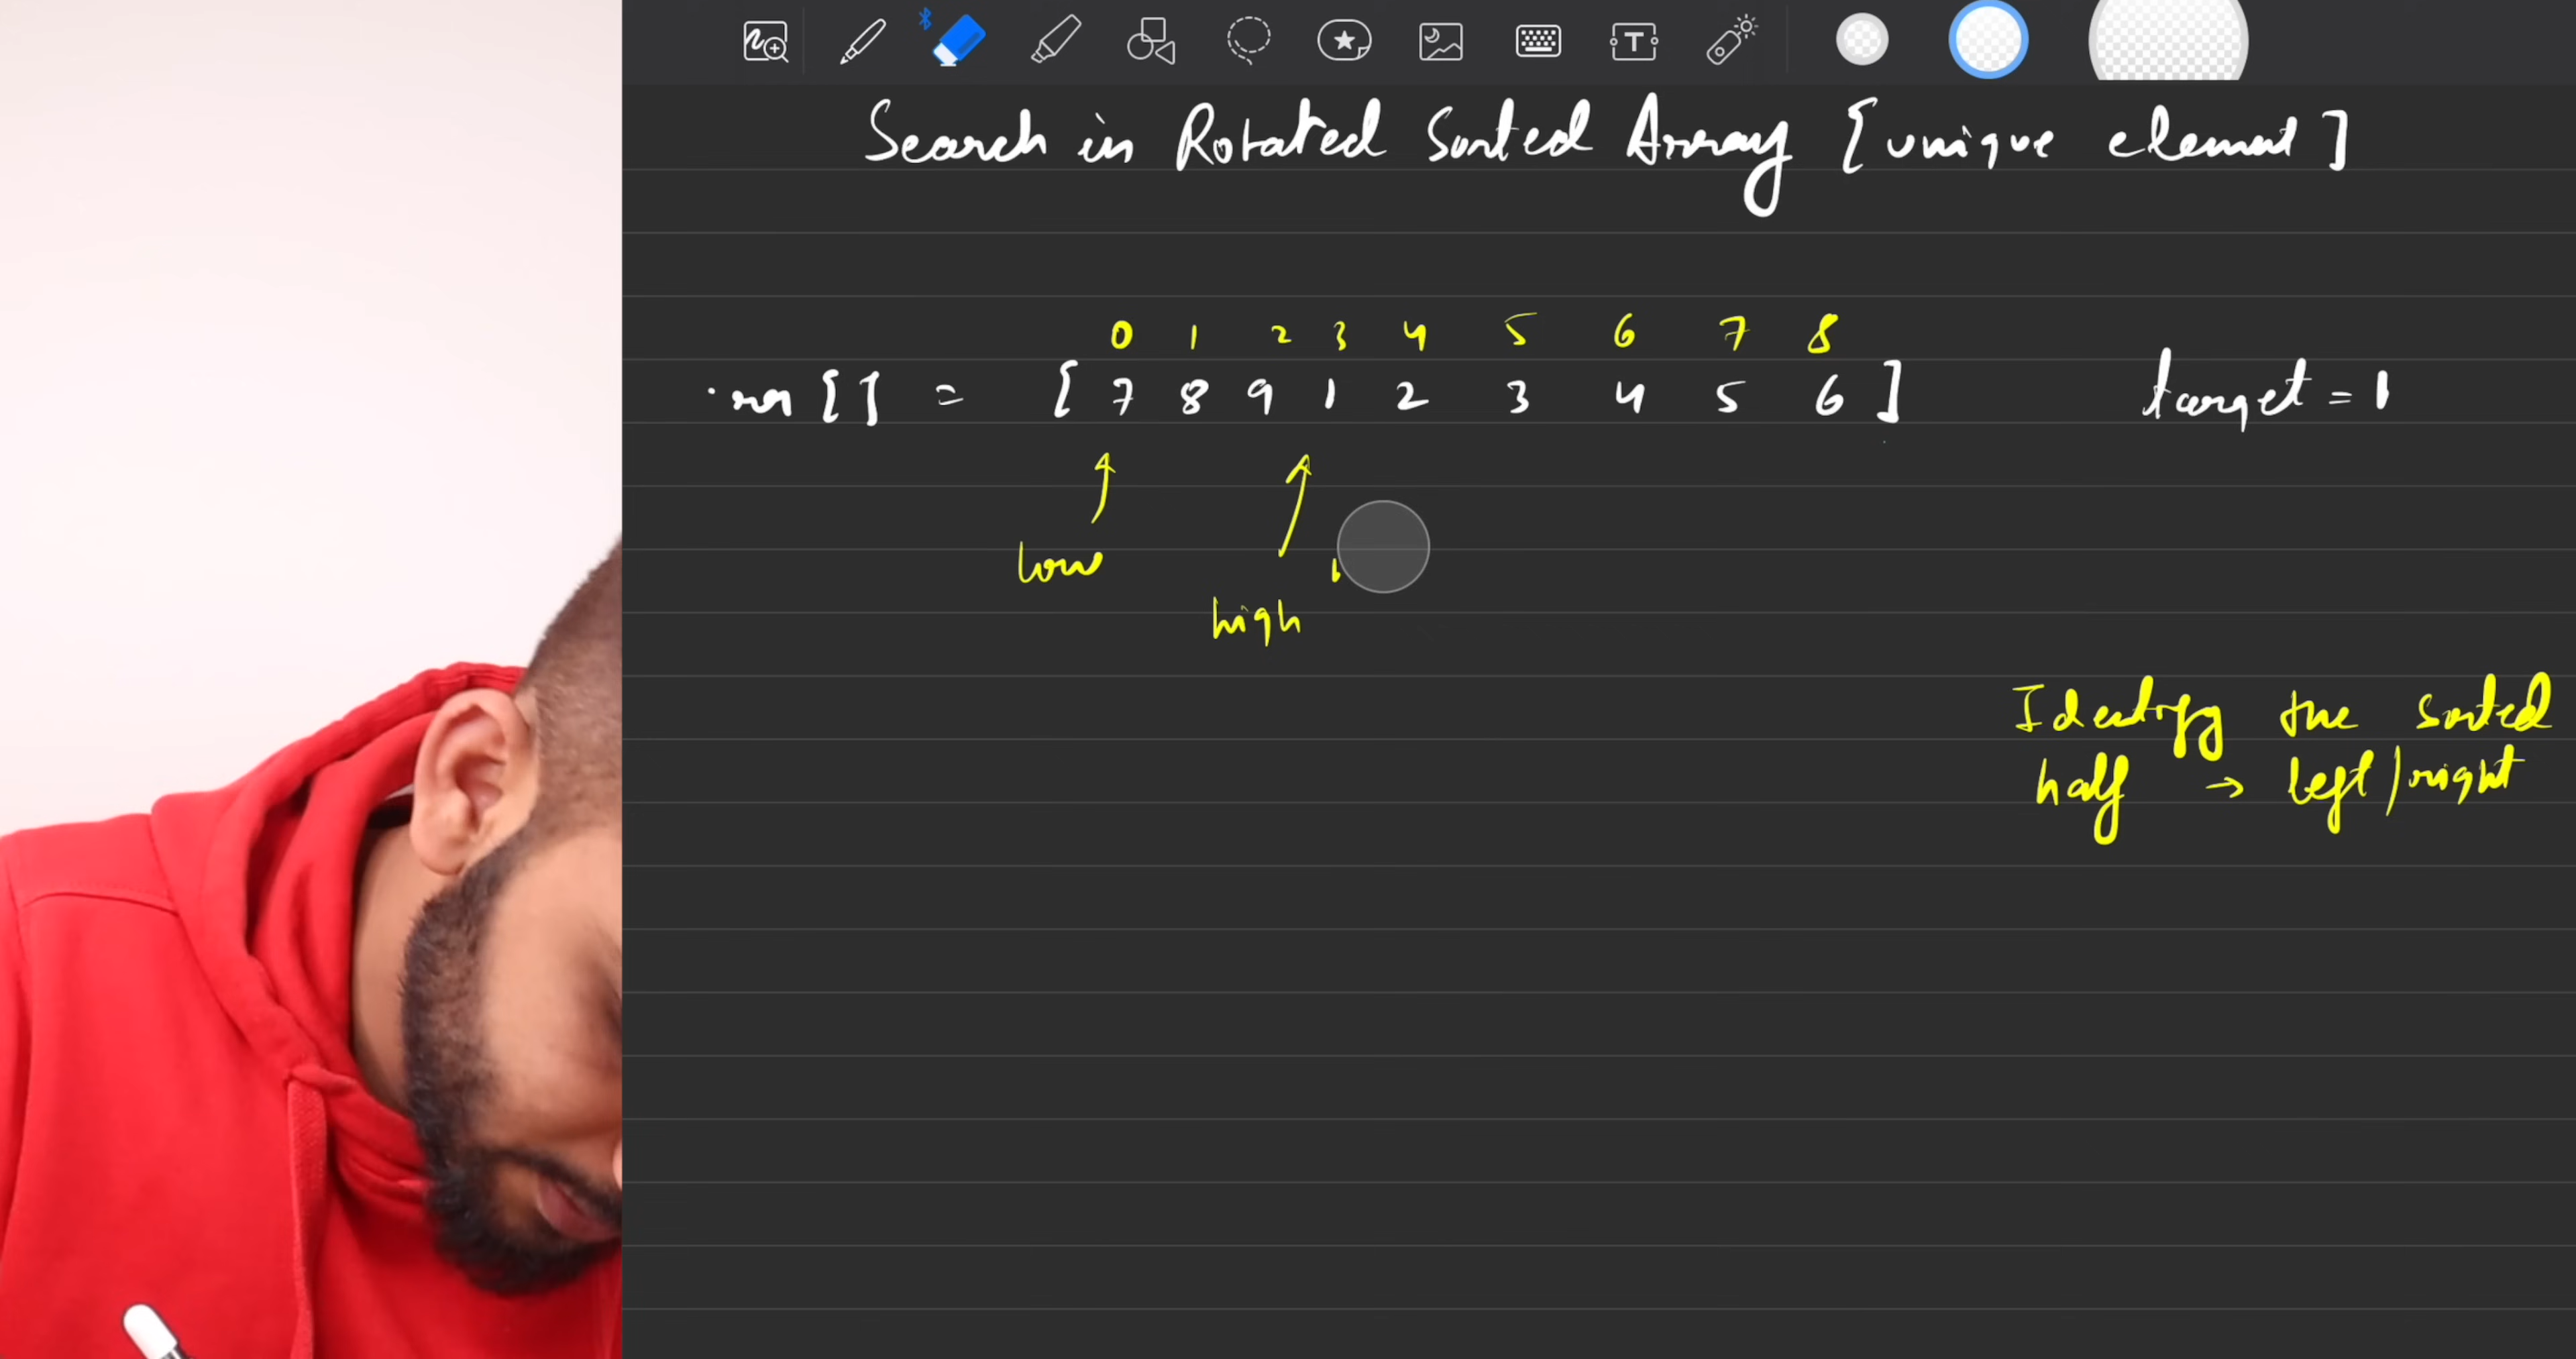 Search in Rotated Sorted Array [unique element]
0 1 2 3 4 5 6 7 8
[] = [7 8 9 1 2 3 4 5 6] target = 1
low
high
Identify the sorted
half → left/right